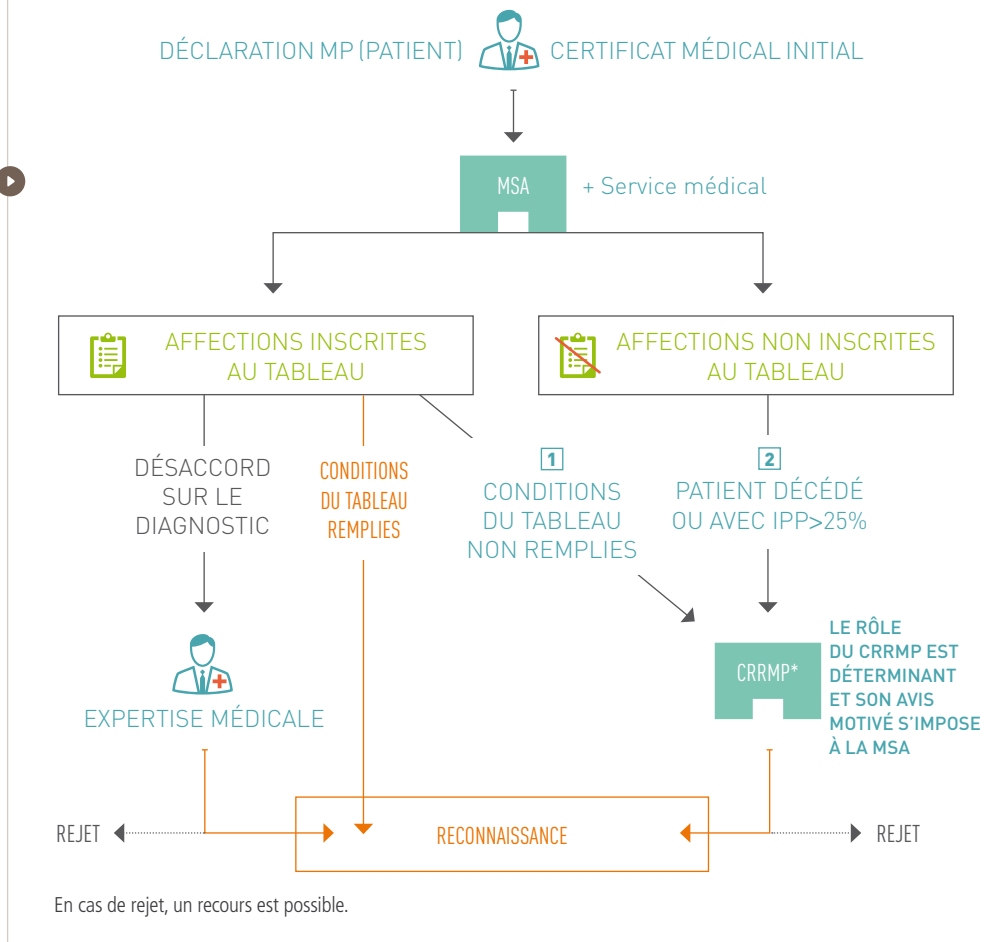 DÉCLARATION MP (PATIENT)
CERTIFICAT MÉDICAL INITIAL
MSA
+ Service médical
AFFECTIONS INSCRITES
AU TABLEAU
AFFECTIONS NON INSCRITES
AU TABLEAU
DÉSACCORD
SUR LE
DIAGNOSTIC
CONDITIONS
DU TABLEAU
REMPLIES
1
CONDITIONS
DU TABLEAU
NON REMPLIES
2
PATIENT DÉCÉDÉ
OU AVEC IPP>25%
EXPERTISE MÉDICALE
CRRMP*
LE RÔLE
DU CRRMP EST
DÉTERMINANT
ET SON AVIS
MOTIVÉ S'IMPOSE
À LA MSA
REJET
RECONNAISSANCE
REJET
En cas de rejet, un recours est possible.